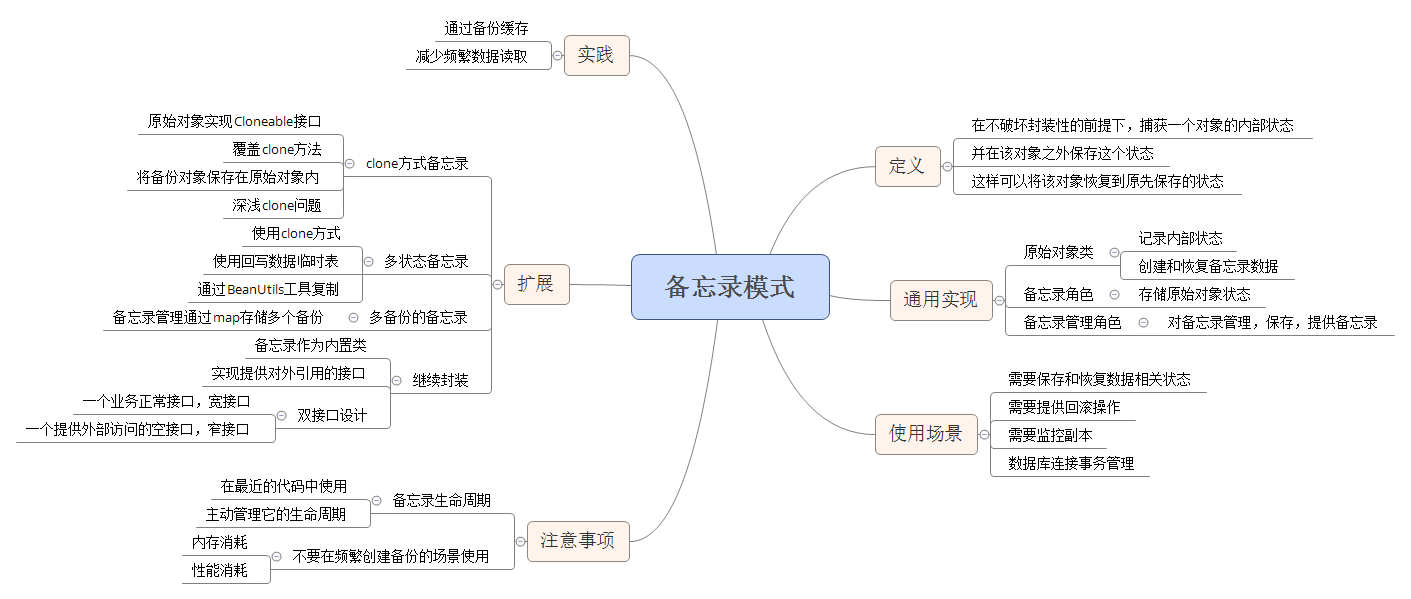 备忘录模式
定义
在不破坏封装性的前提下，捕获一个对象的内部状态
并在该对象之外保存这个状态
这样可以将该对象恢复到原先保存的状态
通用实现
原始对象类
记录内部状态
创建和恢复备忘录数据
备忘录角色
存储原始对象状态
备忘录管理角色
对备忘录管理，保存，提供备忘录
使用场景
需要保存和恢复数据相关状态
需要提供回滚操作
需要监控副本
数据库连接事务管理
实践
通过备份缓存
减少频繁数据读取
扩展
clone方式备忘录
原始对象实现Cloneable接口
覆盖clone方法
将备份对象保存在原始对象内
深浅clone问题
多状态备忘录
使用clone方式
使用回写数据临时表
通过BeanUtils工具复制
多备份的备忘录
备忘录管理通过map存储多个备份
继续封装
备忘录作为内置类
实现提供对外引用的接口
双接口设计
一个业务正常接口，宽接口
一个提供外部访问的空接口，窄接口
注意事项
备忘录生命周期
在最近的代码中使用
主动管理它的生命周期
不要在频繁创建备份的场景使用
内存消耗
性能消耗